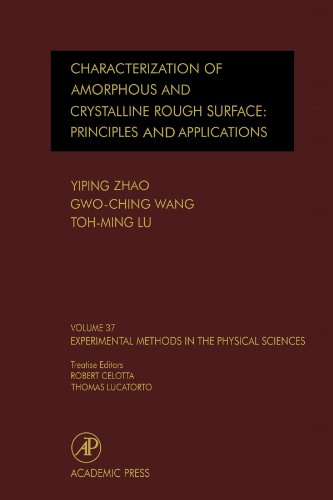 CHARACTERIZATION OF
AMORPHOUS AND
CRYSTALLINE ROUGH SURFACE:
PRINCIPLES AND APPLICATIONS
YIPING ZHAO
GWO-CHING WANG
TOH-MING LU
VOLUME 37
EXPERIMENTAL METHODS IN THE PHYSICAL SCIENCES
Treatise Editors
ROBERT CELOTTA
THOMAS LUCATORTO
AP
ACADEMIC PRESS